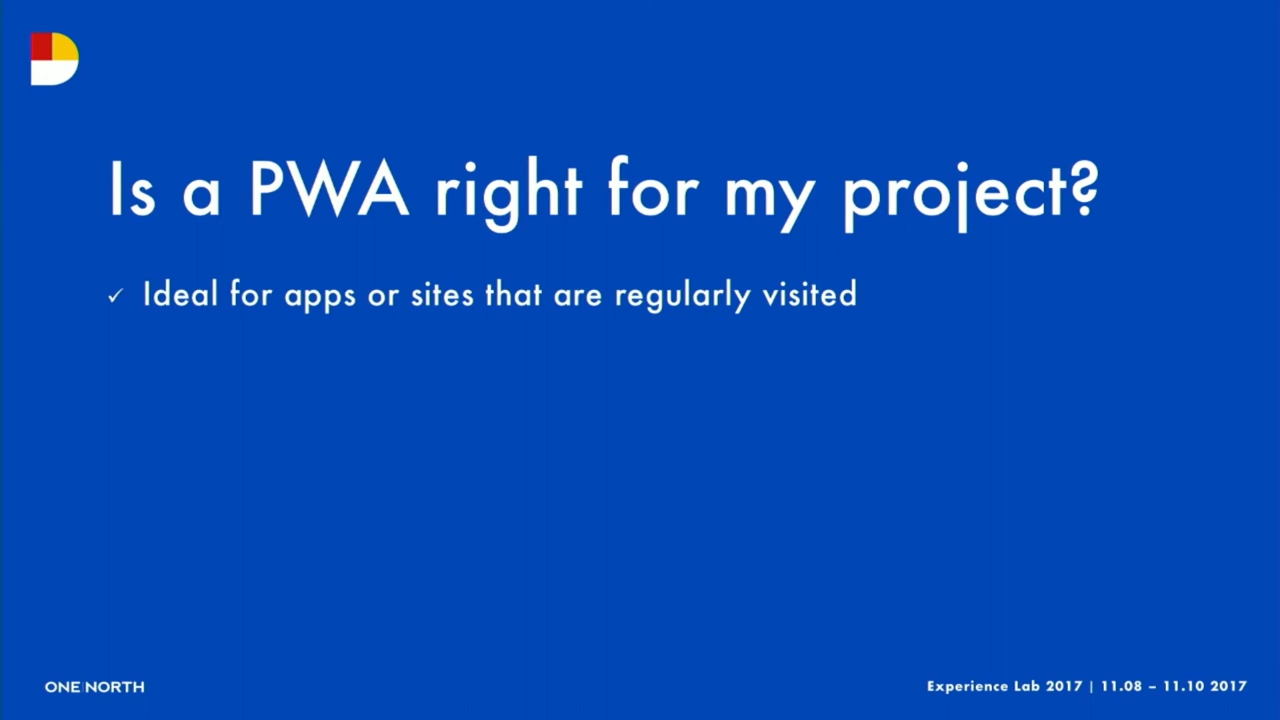 Is a PWA right for my project?
✓ Ideal for apps or sites that are regularly visited
ONE NORTH
Experience Lab 2017 | 11.08 – 11.10 2017